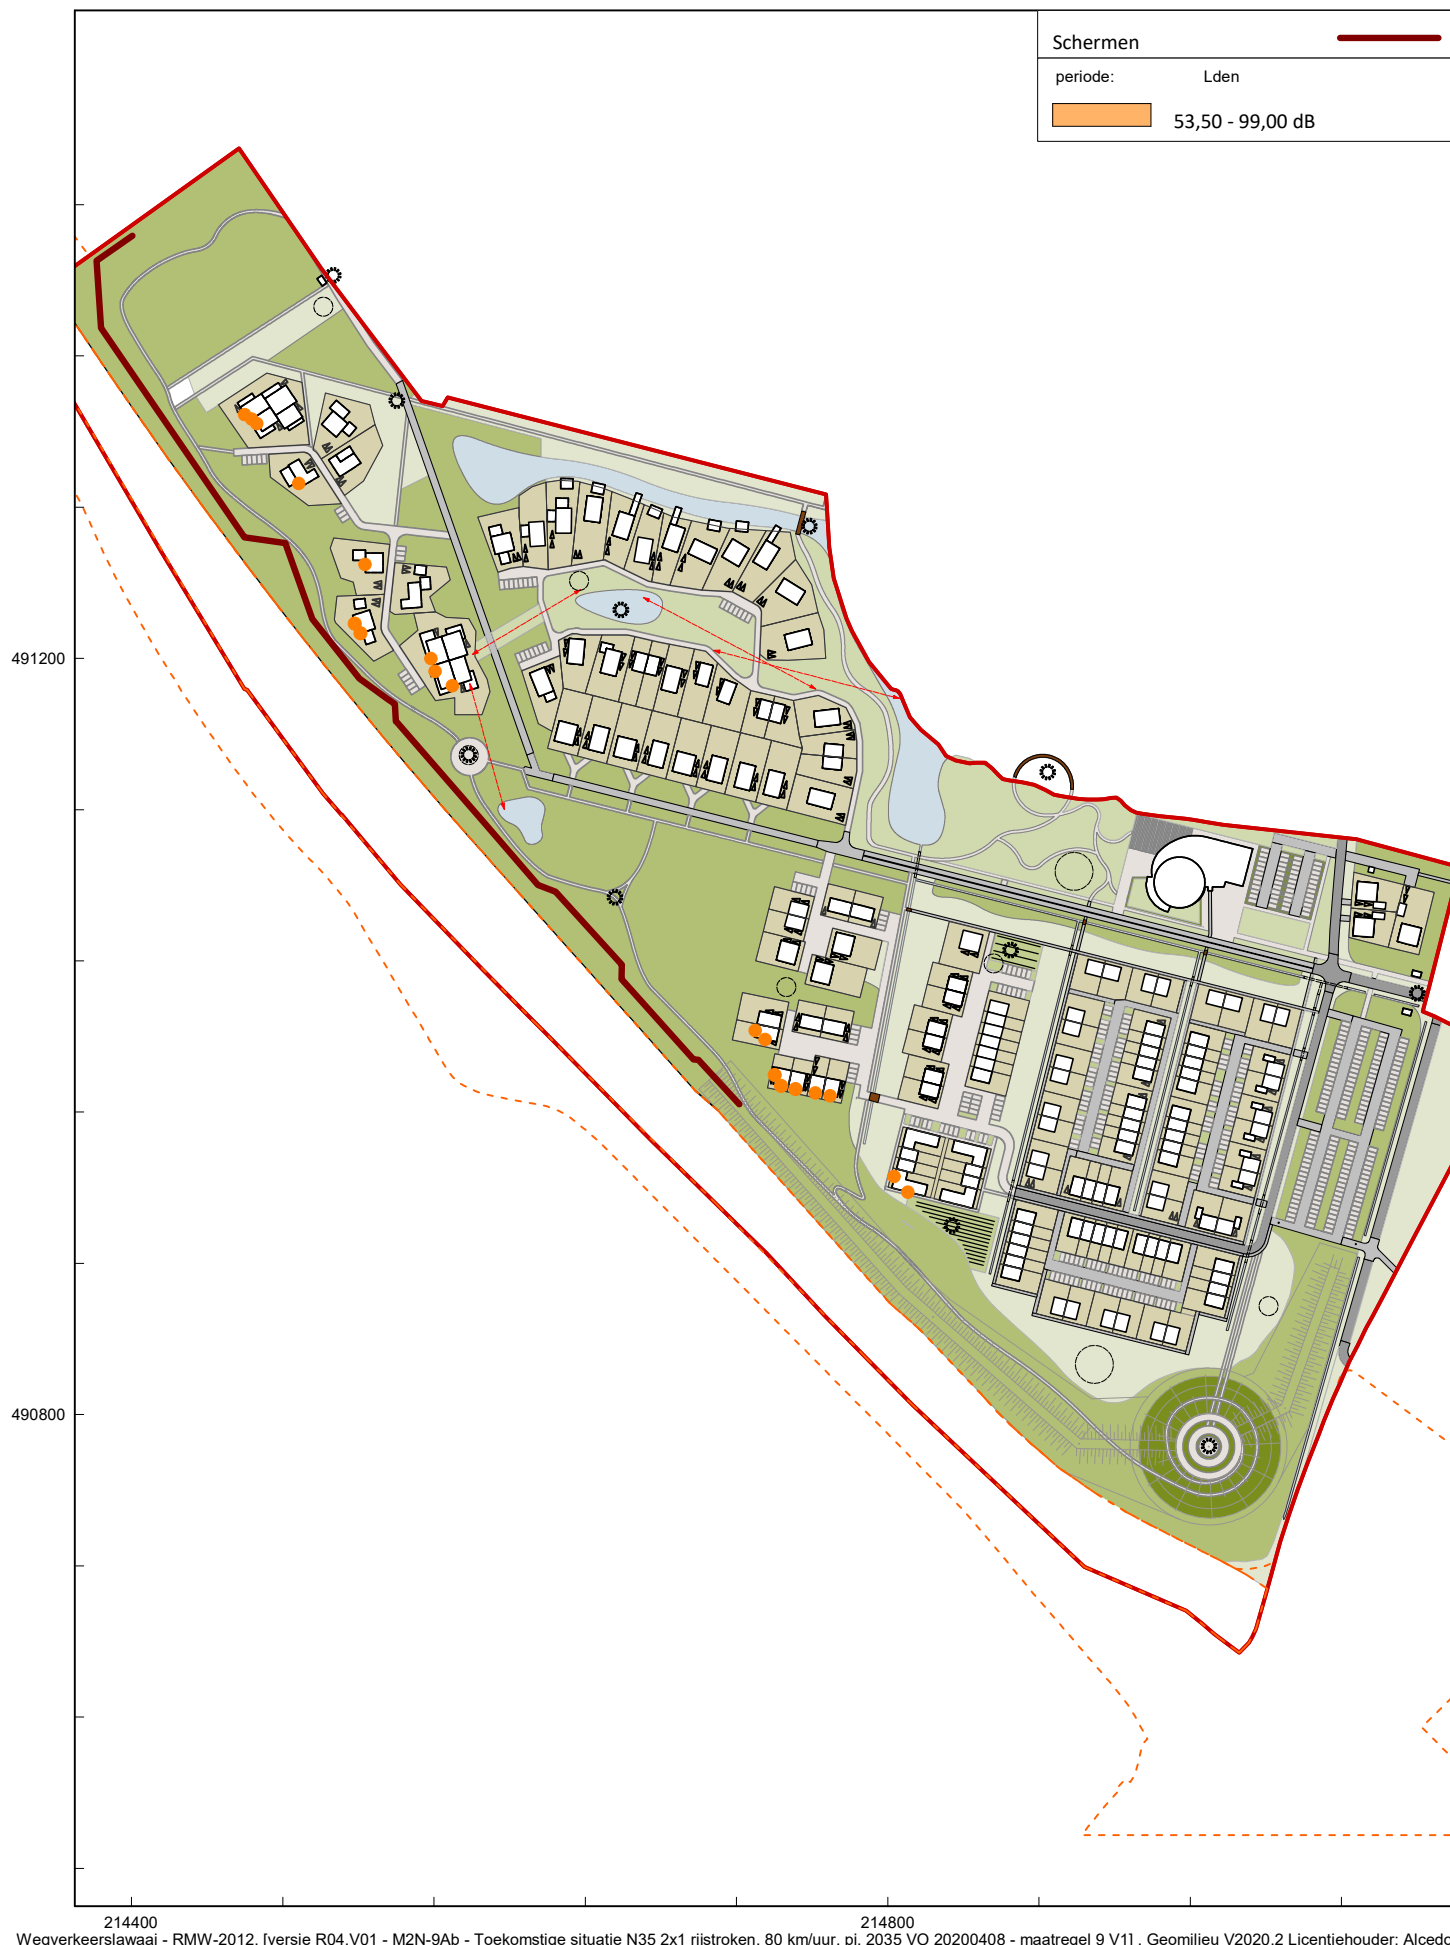 Schermen
periode: Lden
53,50 - 99,00 dB
491200
490800
214400 214800
Wegverkeerslawaai - RMW-2012, [versie R04.V01 - M2N-9Ab - Toekomstige situatie N35 2x1 rijstroken, 80 km/uur, pj. 2035 VO 20200408 - maatregel 9 V1] , Geomilieu V2020.2 Licentiehouder: Alcedo